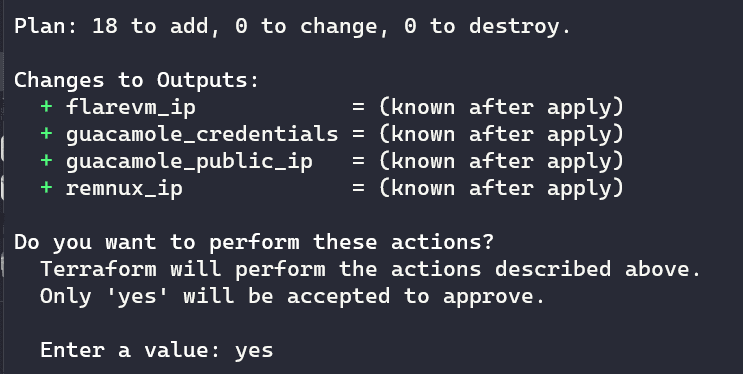 Plan: 18 to add, 0 to change, 0 to destroy.
Changes to Outputs:
+ flarevm_ip = (known after apply)
+ guacamole_credentials = (known after apply)
+ guacamole_public_ip = (known after apply)
+ remnux_ip = (known after apply)
Do you want to perform these actions?
Terraform will perform the actions described above.
Only 'yes' will be accepted to approve.
Enter a value: yes